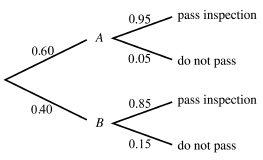 0.95 pass inspection
A
0.60
0.05 do not pass
0.40
0.85 pass inspection
B
0.15 do not pass